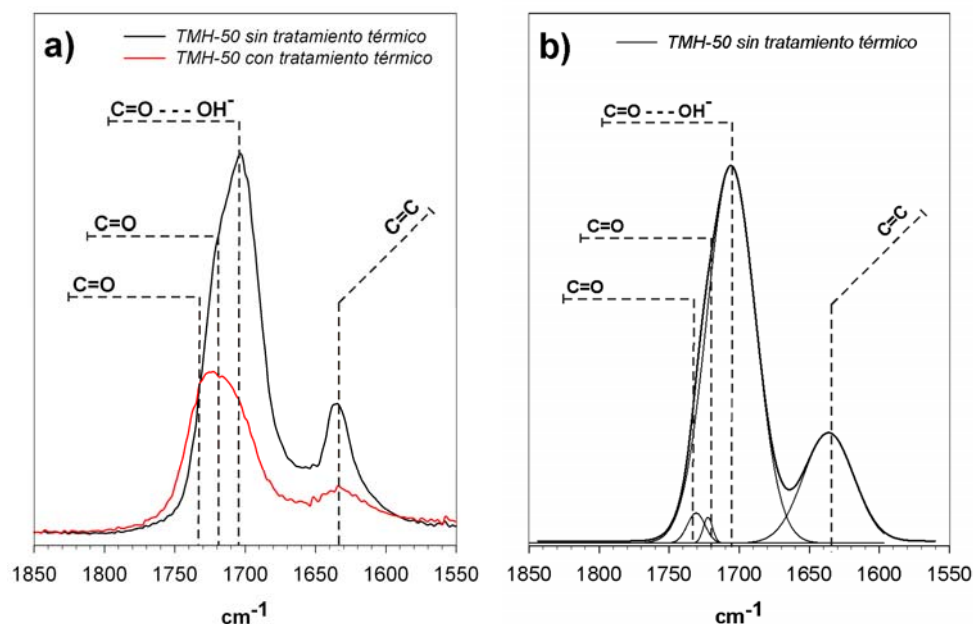 a)
TMH-50 sin tratamiento térmico
TMH-50 con tratamiento térmico
C=O - - - OH-
C=O
C=O
C=C
1850 1800 1750 1700 1650 1600 1550
cm-1
b)
TMH-50 sin tratamiento térmico
C=O - - - OH-
C=O
C=O
C=C
1850 1800 1750 1700 1650 1600 1550
cm-1